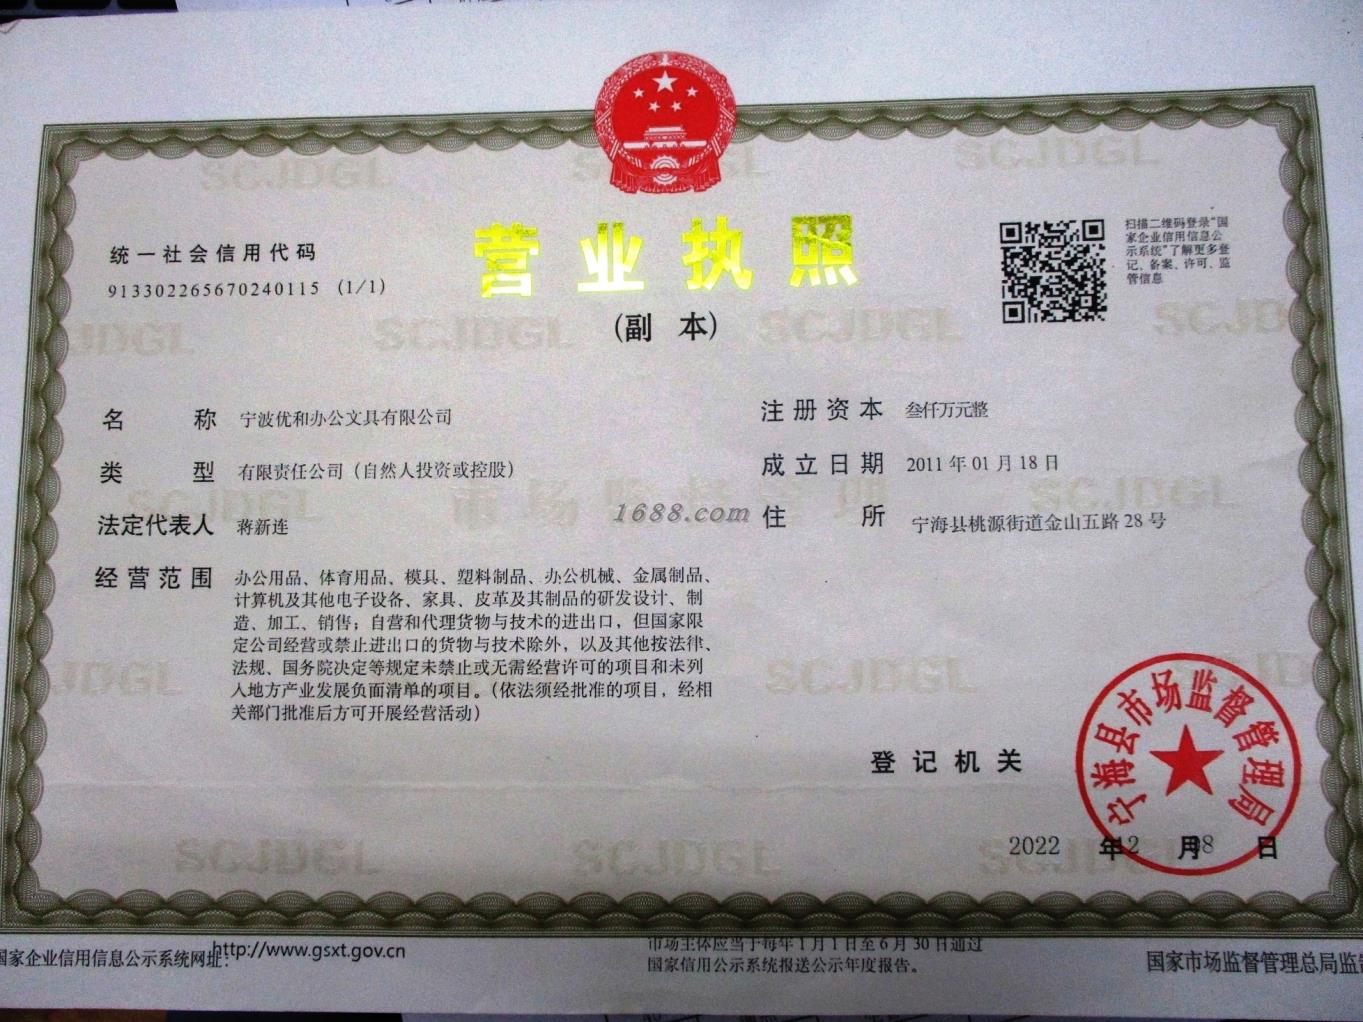 营业执照
(副 本)
统一社会信用代码
913302265670240115 (1/1)
扫描二维码登录“国
家企业信用信息公
示系统”了解更多登
记、备案、许可、监
管信息
名 称 宁波优和办公文具有限公司
类 型 有限责任公司（自然人投资或控股）
法定代表人 蒋新连
经营范围 办公用品、体育用品、模具、塑料制品、办公机械、金属制品、
计算机及其他电子设备、家具、皮革及其制品的研发设计、制
造、加工、销售；自营和代理货物与技术的进出口，但国家限
定公司经营或禁止进出口的货物与技术除外，以及其他按法律、
法规、国务院决定等规定未禁止或无需经营许可的项目和未列
入地方产业发展负面清单的项目。（依法须经批准的项目，经相
关部门批准后方可开展经营活动）
注册资本 叁仟万元整
成立日期 2011年01月18日
住 所 宁海县桃源街道金山五路28号
1688.com
登记机关
宁海县市场监督管理局
2022 年12 月 日
SCJDGL
国家企业信用信息公示系统网址：http://www.gsxt.gov.cn
市场主体应当于每年1月1日至6月30日通过
国家信用公示系统报送公示年度报告。
国家市场监督管理总局监制